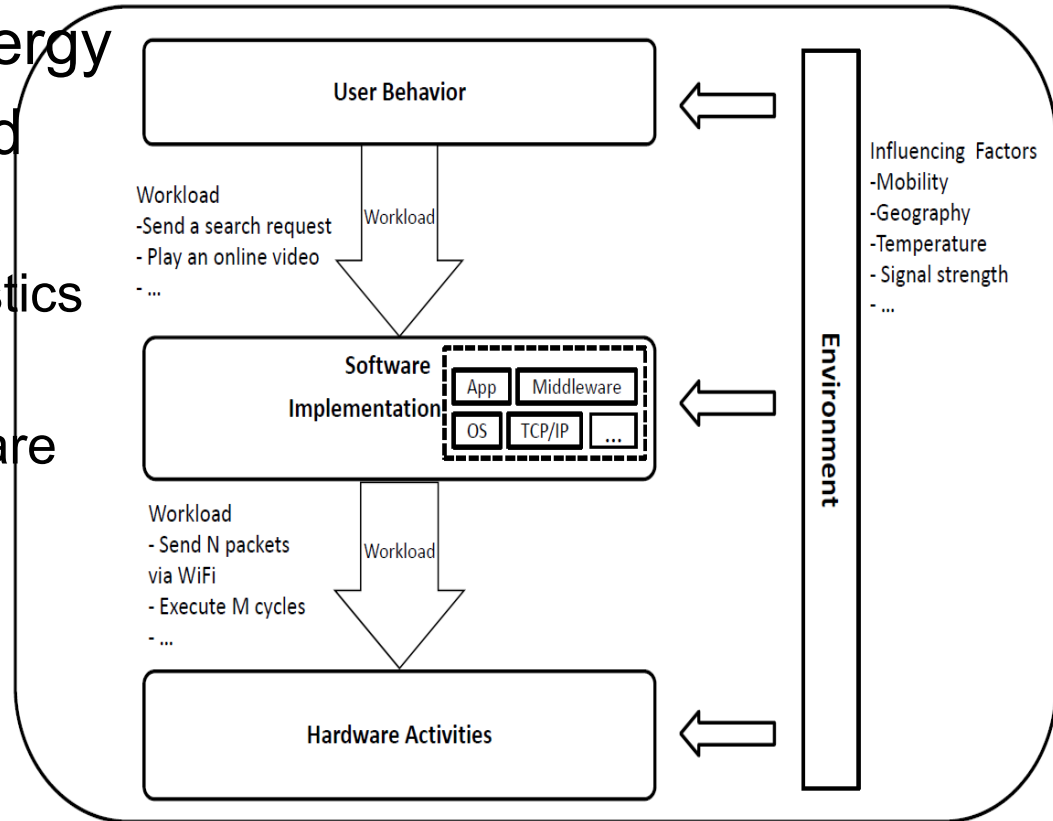 ergy
d
tics
are
User Behavior
Workload
-Send a search request
- Play an online video
- ...
Workload
Software
Implementation
App
Middleware
OS
TCP/IP
...
Workload
- Send N packets
via WiFi
- Execute M cycles
- ...
Workload
Hardware Activities
Environment
Influencing Factors
-Mobility
-Geography
-Temperature
- Signal strength
- ...